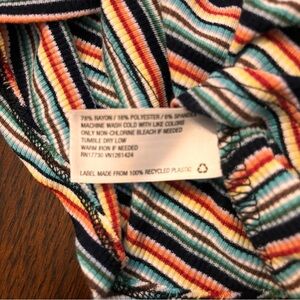 76% RAYON / 18% POLYESTER / 6% SPANDEX
MACHINE WASH COLD WITH LIKE COLORS
ONLY NON-CHLORINE BLEACH IF NEEDED
TUMBLE DRY LOW
WARM IRON IF NEEDED
RN17730 VN1261424
LABEL MADE FROM 100% RECYCLED PLASTIC